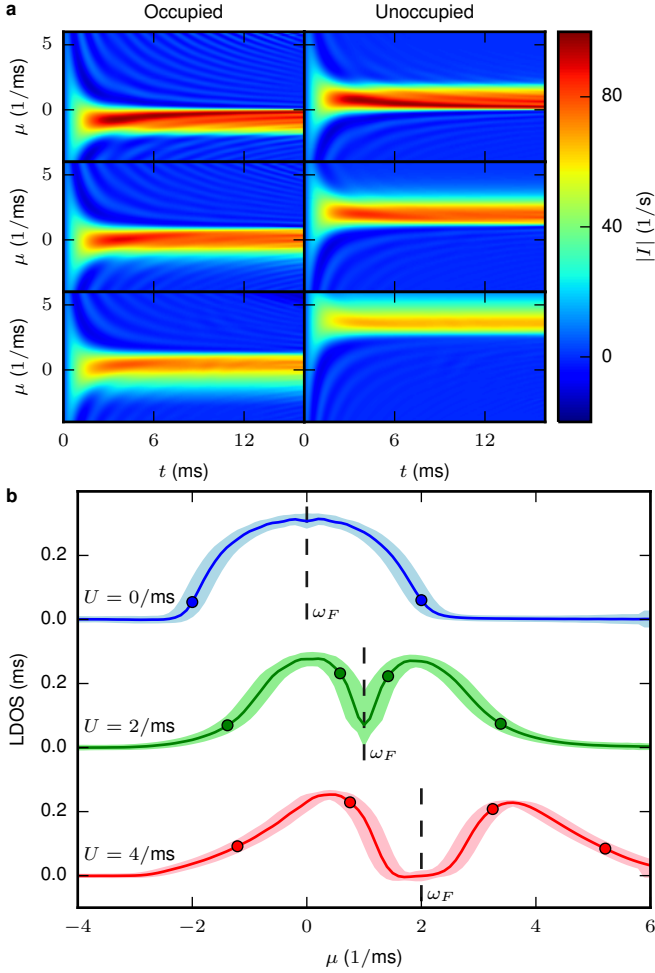 a
Occupied
Unoccupied
5
0
μ (1/ms)
5
0
μ (1/ms)
5
0
μ (1/ms)
0
6
12
6
12
t (ms)
t (ms)
80
40
0
|I| (1/s)
b
0.2
0.0
U = 0/ms
ω_F
0.2
0.0
U = 2/ms
ω_F
0.2
0.0
U = 4/ms
ω_F
LDOS (ms)
−4
−2
0
2
4
6
μ (1/ms)